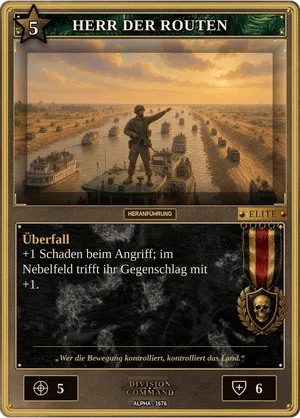 5
HERR DER ROUTEN
HERANFÜHRUNG
ELITE
Überfall
+1 Schaden beim Angriff; im
Nebelfeld trifft ihr Gegenschlag mit
+1.
„Wer die Bewegung kontrolliert, kontrolliert das Land.“
5
DIVISION
COMMAND
ALPHA · 1676
6